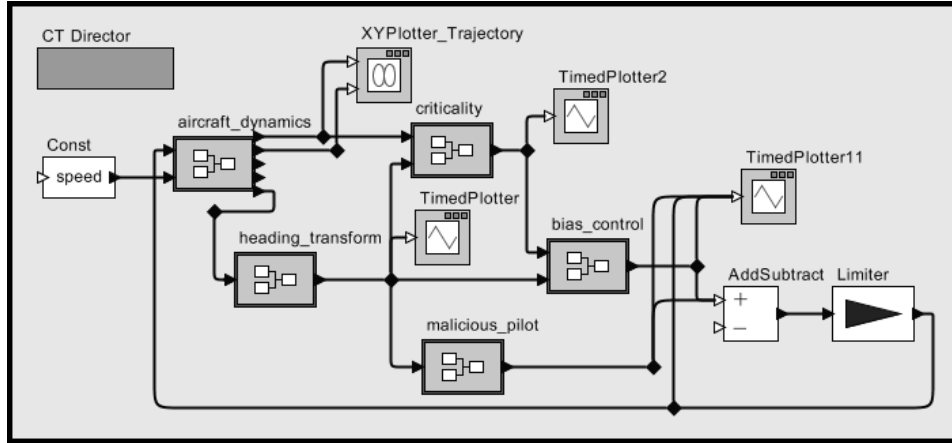 CT Director
XYPlotter_Trajectory
TimedPlotter2
criticality
aircraft_dynamics
Const
speed
TimedPlotter11
TimedPlotter
bias_control
heading_transform
AddSubtract
Limiter
+
−
malicious_pilot